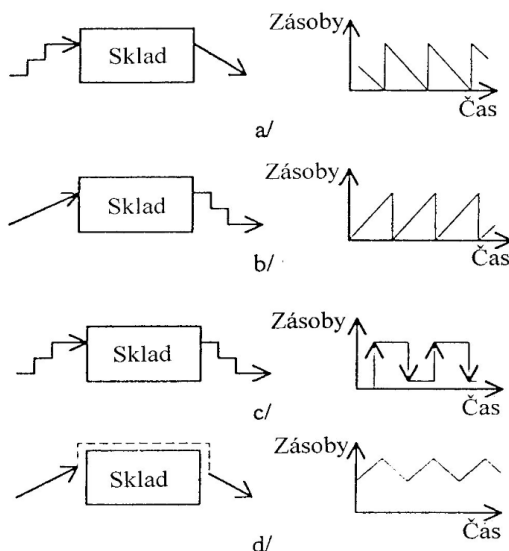 Sklad
Zásoby
Čas
a/
Sklad
Zásoby
Čas
b/
Sklad
Zásoby
Čas
c/
Sklad
Zásoby
Čas
d/